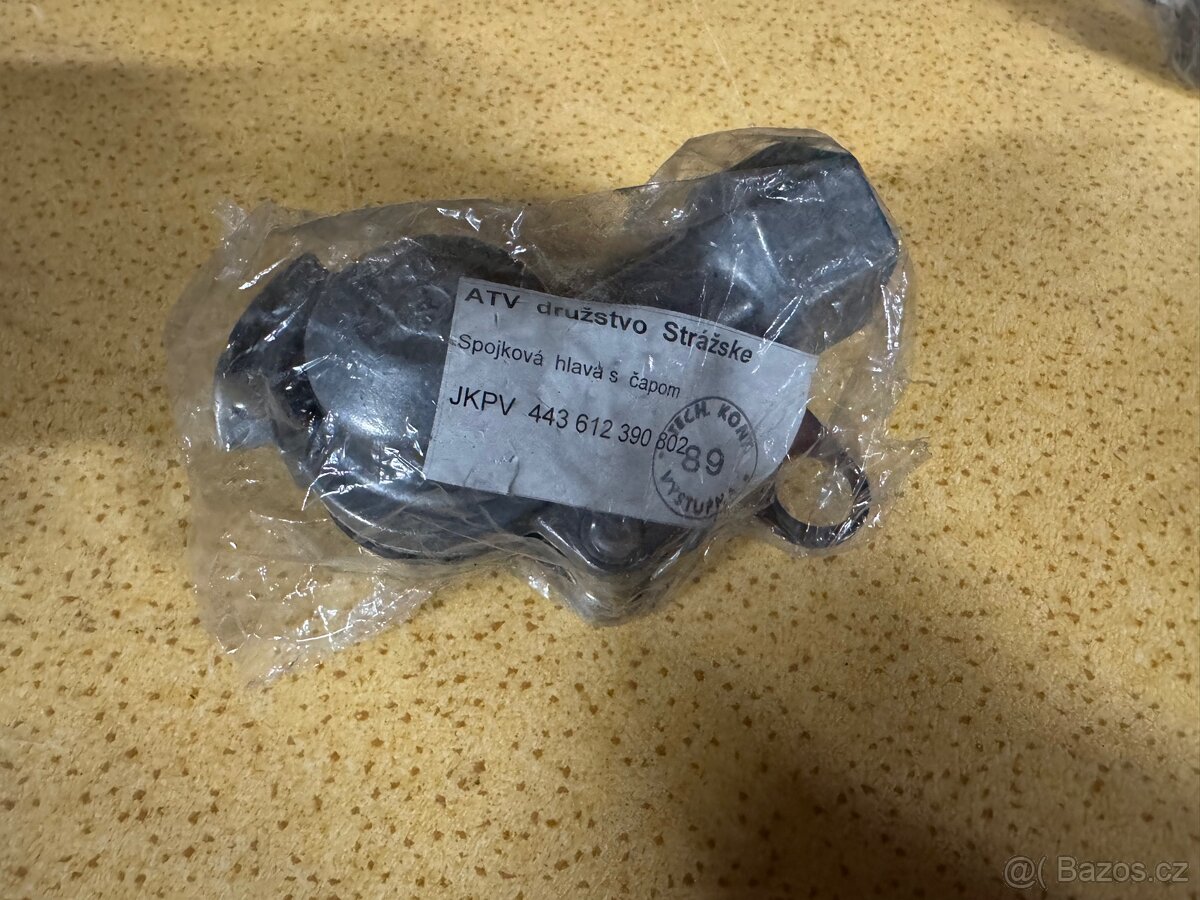 ATV družstvo Strážske
Spojková hlava s čapom
JKPV 443 612 390 802
TECH. KONT
89
VÝSTUPNÁ
@( Bazos.cz